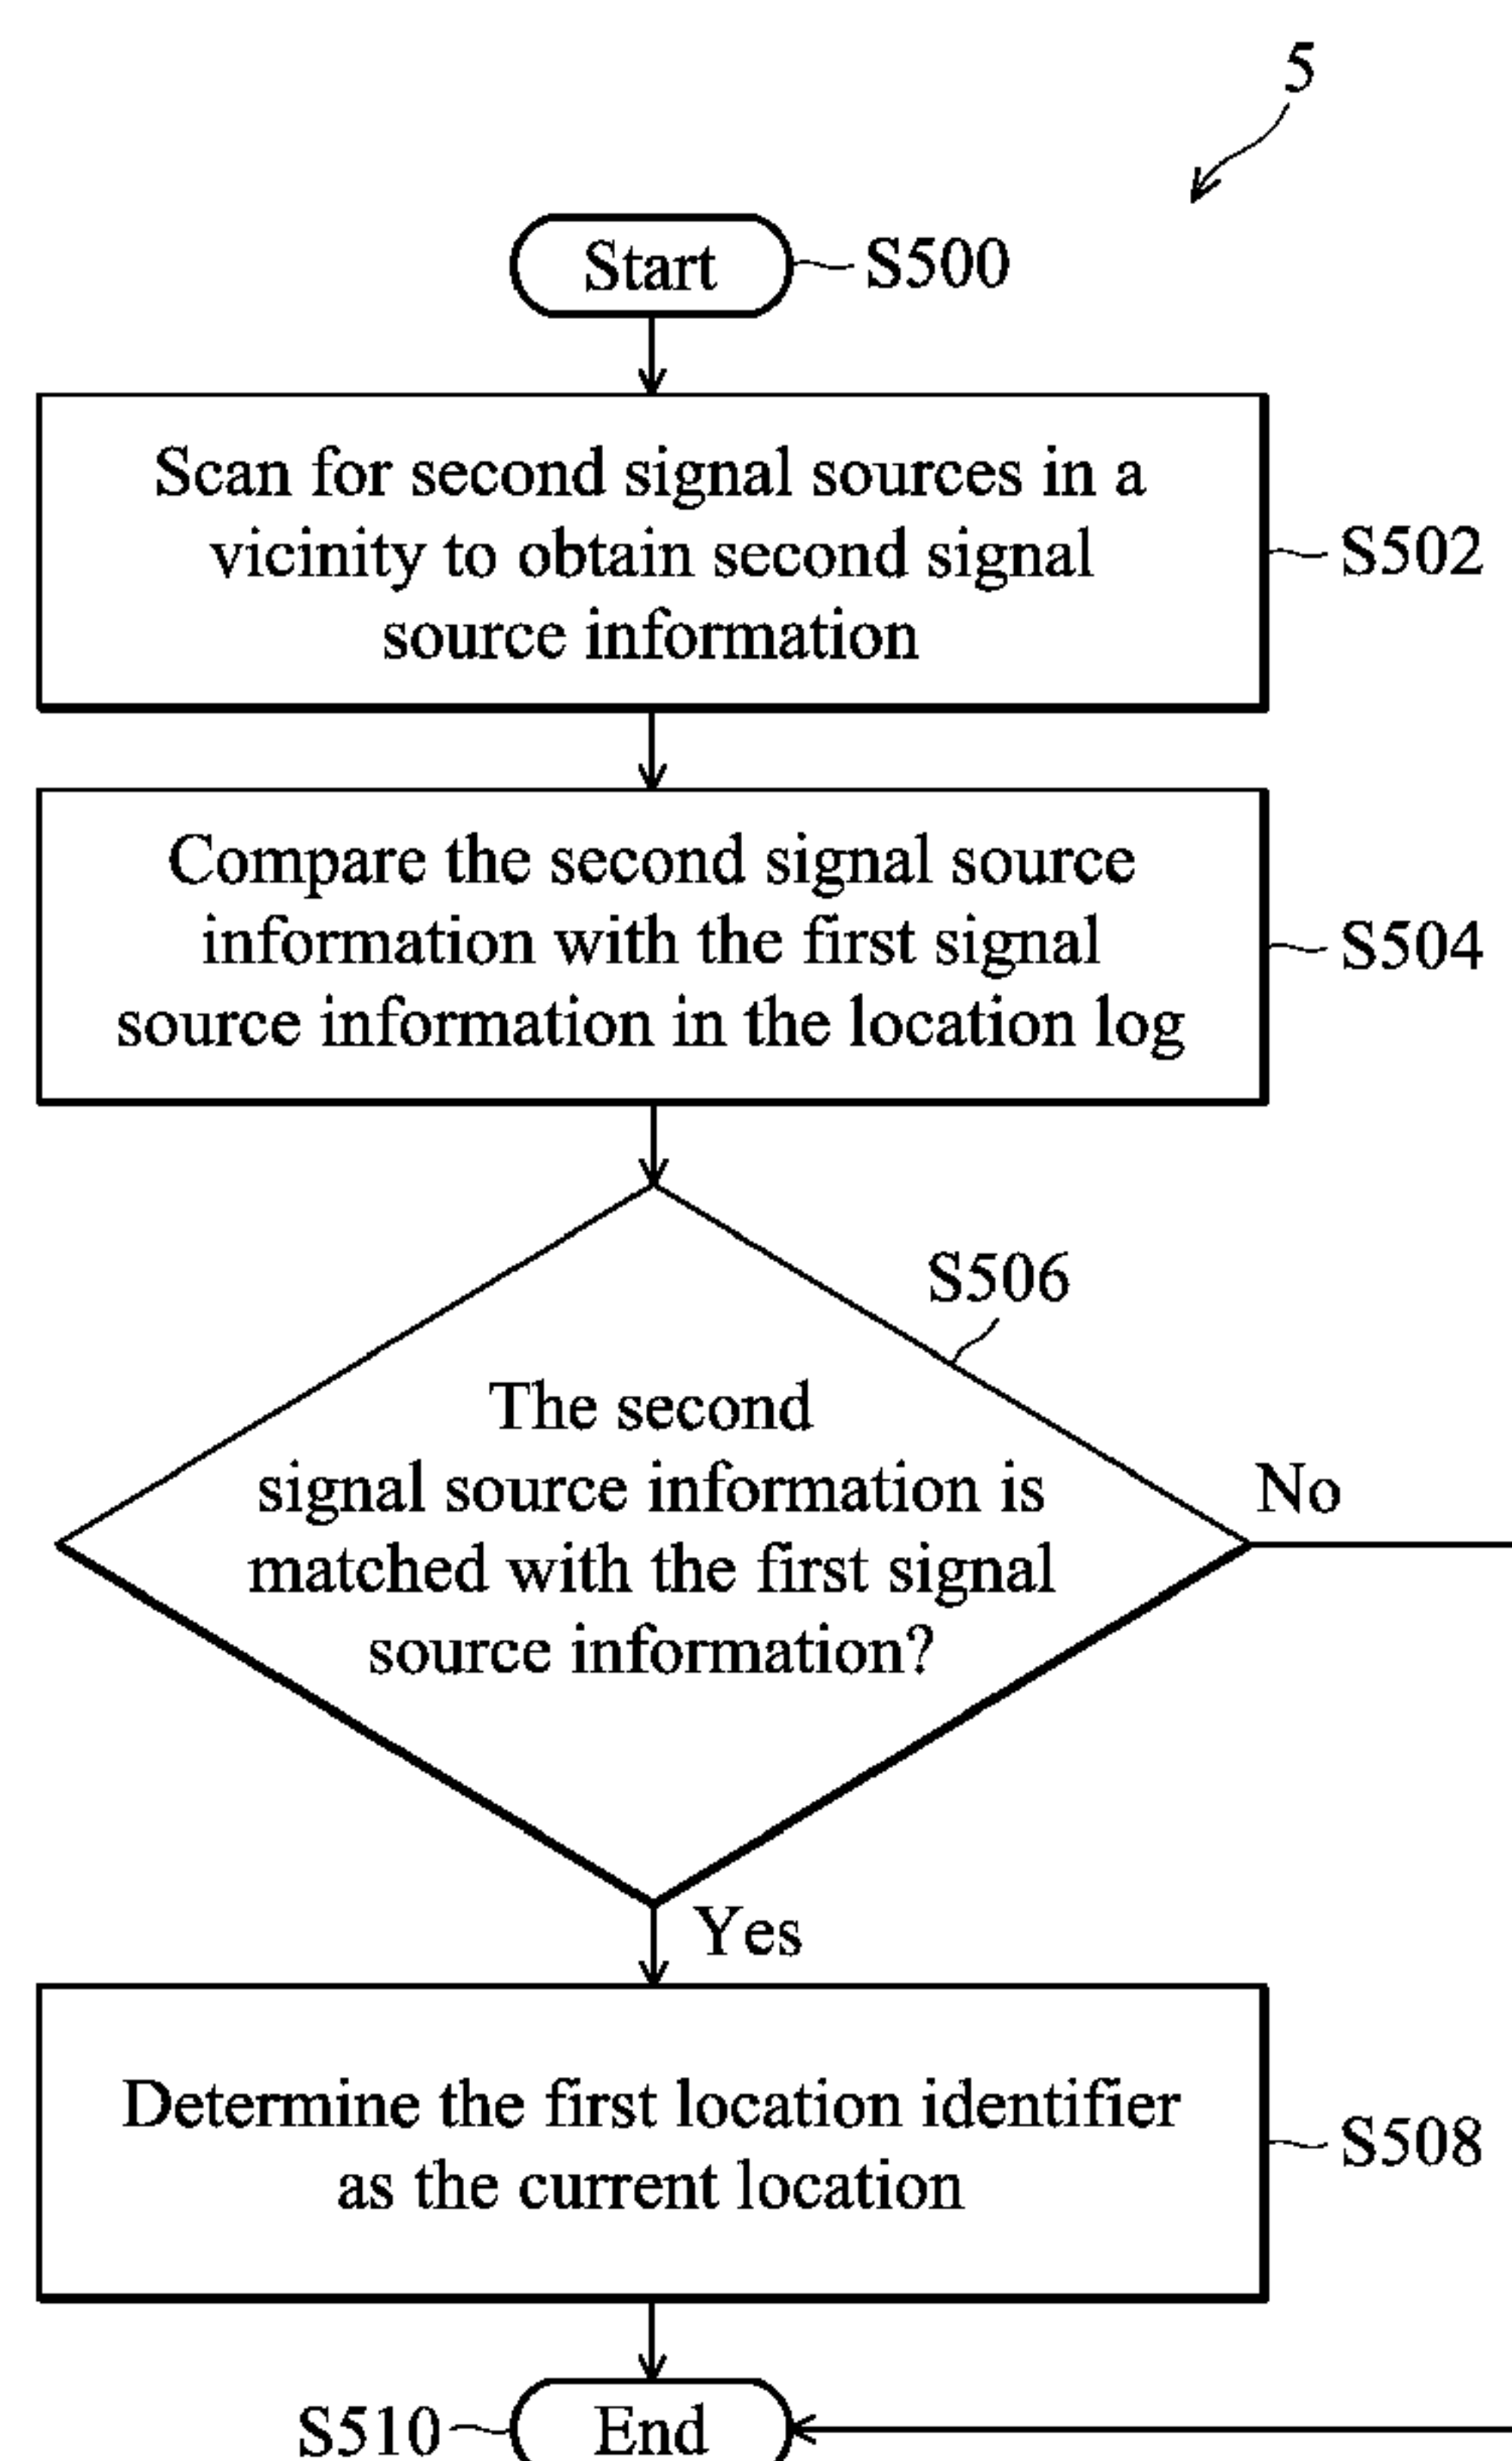 5
Start
S500
Scan for second signal sources in a
vicinity to obtain second signal
source information
S502
Compare the second signal source
information with the first signal
source information in the location log
S504
S506
The second
signal source information is
matched with the first signal
source information?
No
Yes
Determine the first location identifier
as the current location
S508
S510
End